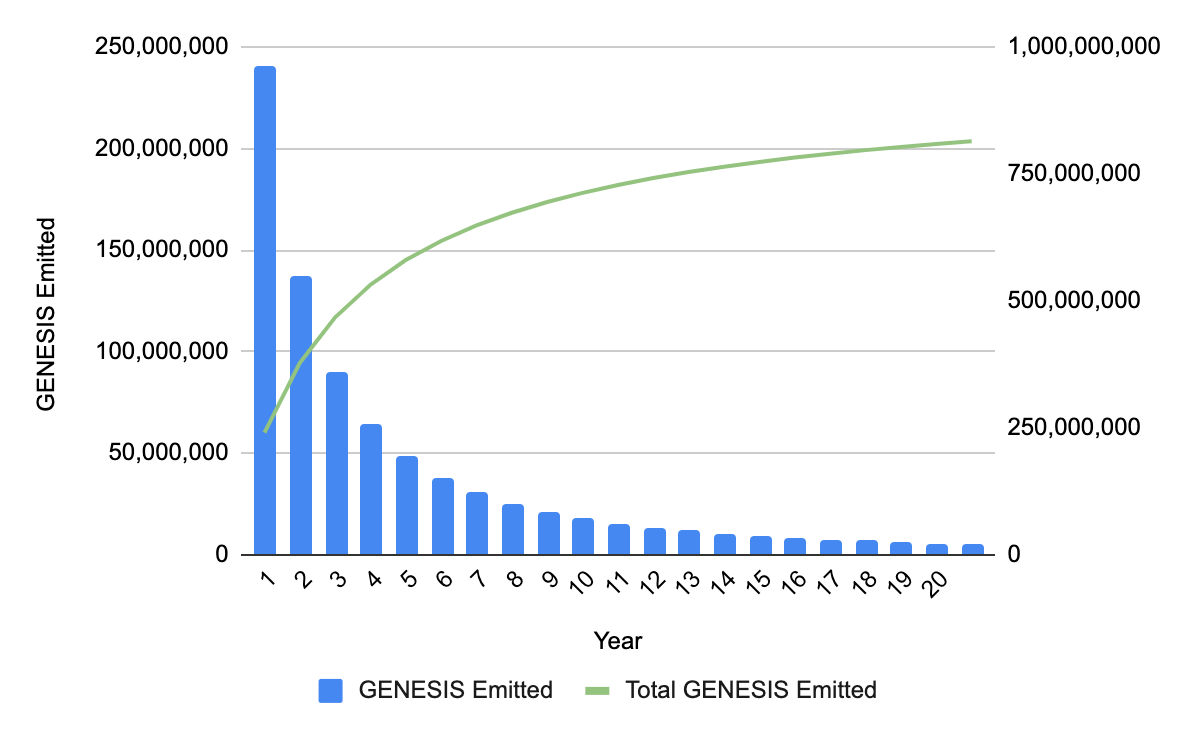 250,000,000
200,000,000
150,000,000
100,000,000
50,000,000
0
GENESIS Emitted
1,000,000,000
750,000,000
500,000,000
250,000,000
0
1 2 3 4 5 6 7 8 9 10 11 12 13 14 15 16 17 18 19 20
Year
GENESIS Emitted Total GENESIS Emitted